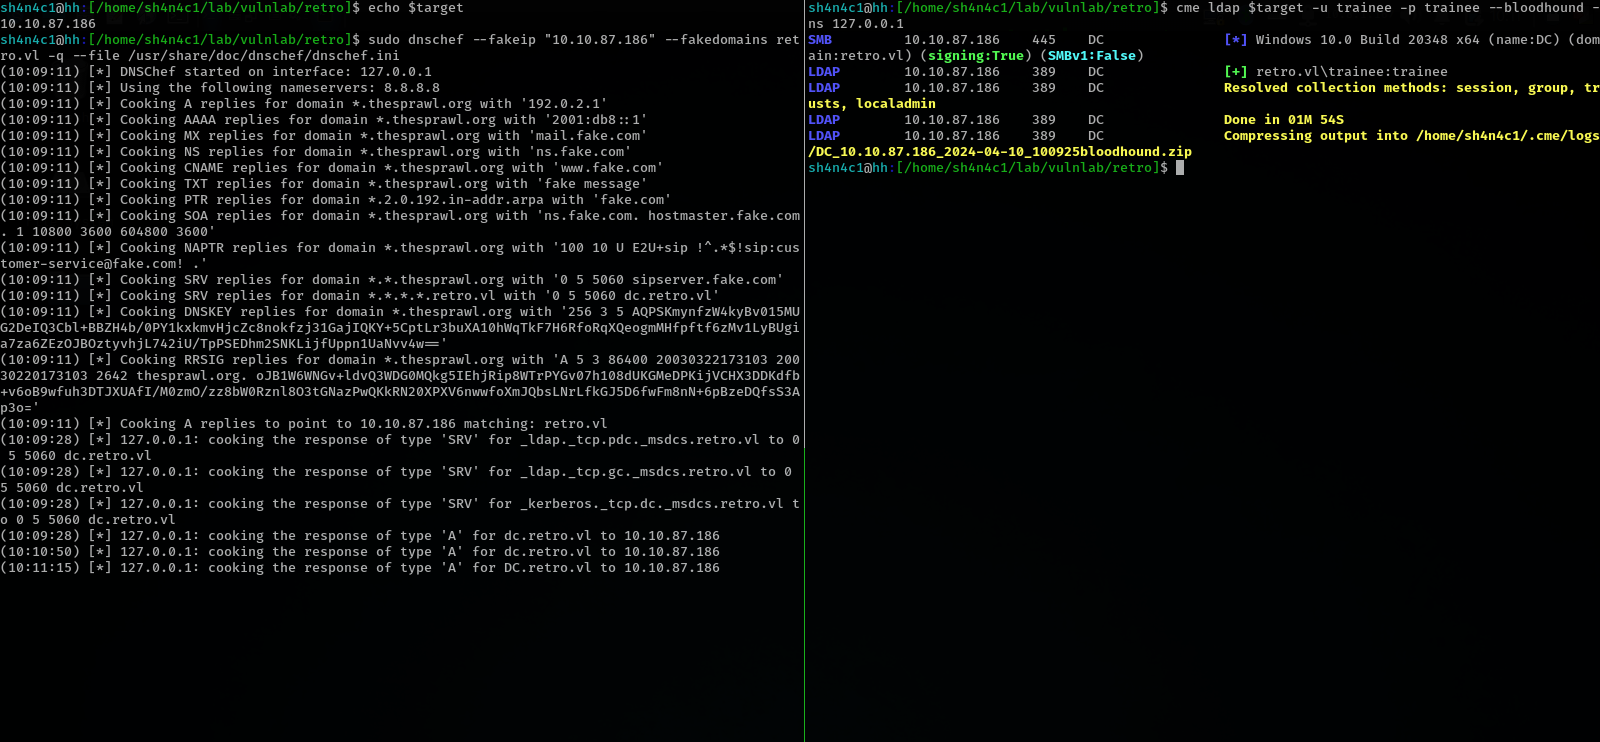 sh4n4c1@hh:[/home/sh4n4c1/lab/vulnlab/retro]$ echo $target
10.10.87.186
sh4n4c1@hh:[/home/sh4n4c1/lab/vulnlab/retro]$ sudo dnschef --fakeip "10.10.87.186" --fakedomains ret
ro.vl -q --file /usr/share/doc/dnschef/dnschef.ini
(10:09:11) [*] DNSChef started on interface: 127.0.0.1
(10:09:11) [*] Using the following nameservers: 8.8.8.8
(10:09:11) [*] Cooking A replies for domain *.thesprawl.org with '192.0.2.1'
(10:09:11) [*] Cooking AAAA replies for domain *.thesprawl.org with '2001:db8::1'
(10:09:11) [*] Cooking MX replies for domain *.thesprawl.org with 'mail.fake.com'
(10:09:11) [*] Cooking NS replies for domain *.thesprawl.org with 'ns.fake.com'
(10:09:11) [*] Cooking CNAME replies for domain *.thesprawl.org with 'www.fake.com'
(10:09:11) [*] Cooking TXT replies for domain *.thesprawl.org with 'fake message'
(10:09:11) [*] Cooking PTR replies for domain *.2.0.192.in-addr.arpa with 'fake.com'
(10:09:11) [*] Cooking SOA replies for domain *.thesprawl.org with 'ns.fake.com. hostmaster.fake.com
. 1 10800 3600 604800 3600'
(10:09:11) [*] Cooking NAPTR replies for domain *.thesprawl.org with '100 10 U E2U+sip !^.*$!sip:cus
tomer-service@fake.com! .'
(10:09:11) [*] Cooking SRV replies for domain *.*.thesprawl.org with '0 5 5060 sipserver.fake.com'
(10:09:11) [*] Cooking SRV replies for domain *.*.*.*.retro.vl with '0 5 5060 dc.retro.vl'
(10:09:11) [*] Cooking DNSKEY replies for domain *.thesprawl.org with '256 3 5 AQPSKmynfzW4kyBv015MU
G2DeIQ3Cbl+BBZH4b/0PY1kxkmvHjcZc8nokfzj31GajIQKY+5CptLr3buXA10hWqTkF7H6RfoRqXQeogmMHfpftf6zMv1LyBUgi
a7za6ZEzOJBOztyvhjL742iU/TpPSEDhm2SNKLijfUppn1UaNvv4w=='
(10:09:11) [*] Cooking RRSIG replies for domain *.thesprawl.org with 'A 5 3 86400 20030322173103 200
30220173103 2642 thesprawl.org. oJB1W6WNGv+ldvQ3WDG0MQkg5IEhjRip8WTrPYGv07h108dUKGMeDPKijVCHX3DDKdfb
+v6oB9wfuh3DTJXUAfI/M0zmO/zz8bW0Rznl8O3tGNazPwQKkRN20XPXV6nwwfoXmJQbsLNrLfkGJ5D6fwFm8nN+6pBzeDQfsS3A
p3o='
(10:09:11) [*] Cooking A replies to point to 10.10.87.186 matching: retro.vl
(10:09:28) [*] 127.0.0.1: cooking the response of type 'SRV' for _ldap._tcp.pdc._msdcs.retro.vl to 0
 5 5060 dc.retro.vl
(10:09:28) [*] 127.0.0.1: cooking the response of type 'SRV' for _ldap._tcp.gc._msdcs.retro.vl to 0
5 5060 dc.retro.vl
(10:09:28) [*] 127.0.0.1: cooking the response of type 'SRV' for _kerberos._tcp.dc._msdcs.retro.vl t
o 0 5 5060 dc.retro.vl
(10:09:28) [*] 127.0.0.1: cooking the response of type 'A' for dc.retro.vl to 10.10.87.186
(10:10:50) [*] 127.0.0.1: cooking the response of type 'A' for dc.retro.vl to 10.10.87.186
(10:11:15) [*] 127.0.0.1: cooking the response of type 'A' for DC.retro.vl to 10.10.87.186
sh4n4c1@hh:[/home/sh4n4c1/lab/vulnlab/retro]$ cme ldap $target -u trainee -p trainee --bloodhound -
ns 127.0.0.1
SMB 10.10.87.186 445 DC [*] Windows 10.0 Build 20348 x64 (name:DC) (dom
ain:retro.vl) (signing:True) (SMBv1:False)
LDAP 10.10.87.186 389 DC [+] retro.vl\trainee:trainee
LDAP 10.10.87.186 389 DC Resolved collection methods: session, group, tr
usts, localadmin
LDAP 10.10.87.186 389 DC Done in 01M 54S
LDAP 10.10.87.186 389 DC Compressing output into /home/sh4n4c1/.cme/logs
/DC_10.10.87.186_2024-04-10_100925bloodhound.zip
sh4n4c1@hh:[/home/sh4n4c1/lab/vulnlab/retro]$